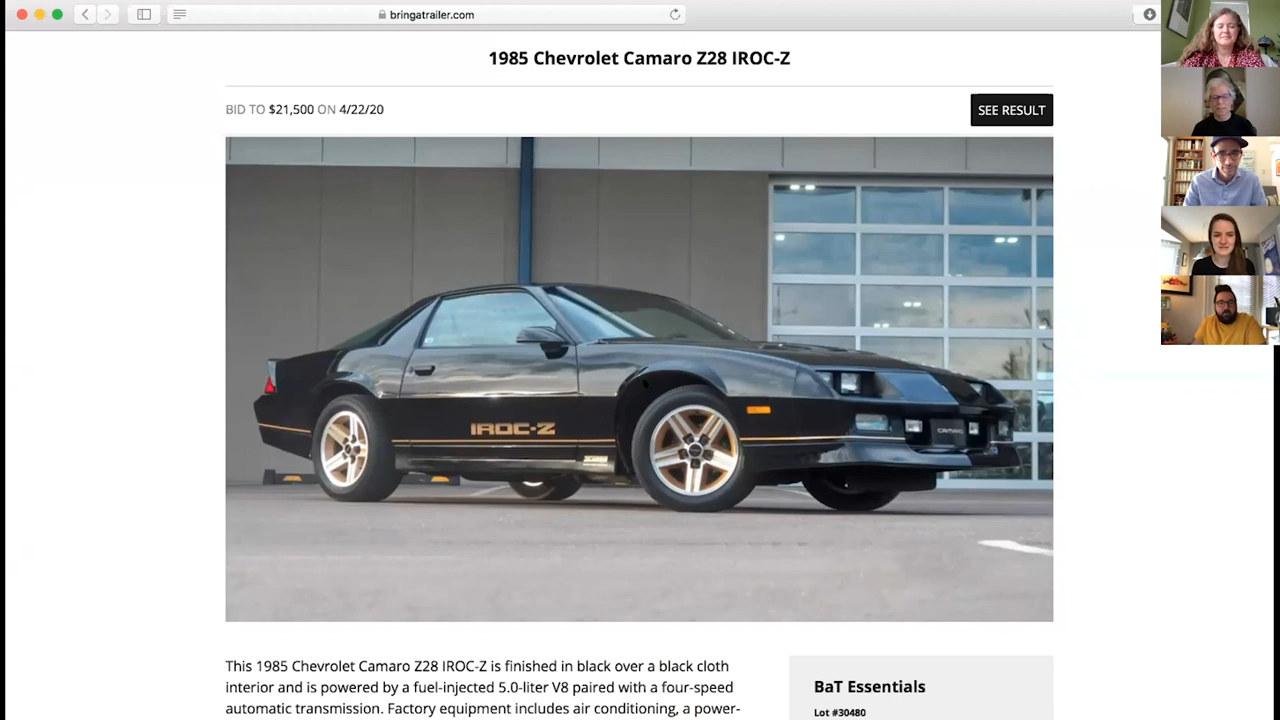 bringatrailer.com
1985 Chevrolet Camaro Z28 IROC-Z
BID TO $21,500 ON 4/22/20
SEE RESULT
IROC-Z
CAMARO
This 1985 Chevrolet Camaro Z28 IROC-Z is finished in black over a black cloth
interior and is powered by a fuel-injected 5.0-liter V8 paired with a four-speed
automatic transmission. Factory equipment includes air conditioning, a power-
BaT Essentials
Lot #30480